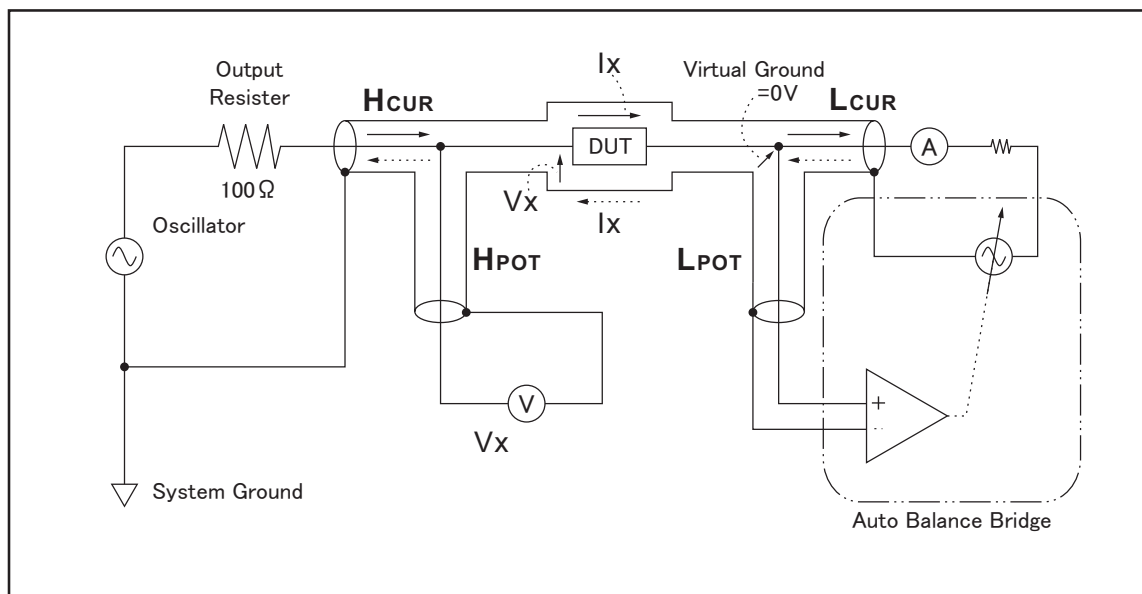 Output
Resister
100Ω
Oscillator
System Ground
HCUR
Ix
Virtual Ground
=0V
LCUR
DUT
A
Vx
Ix
HPOT
LPOT
V
Vx
+
-
Auto Balance Bridge